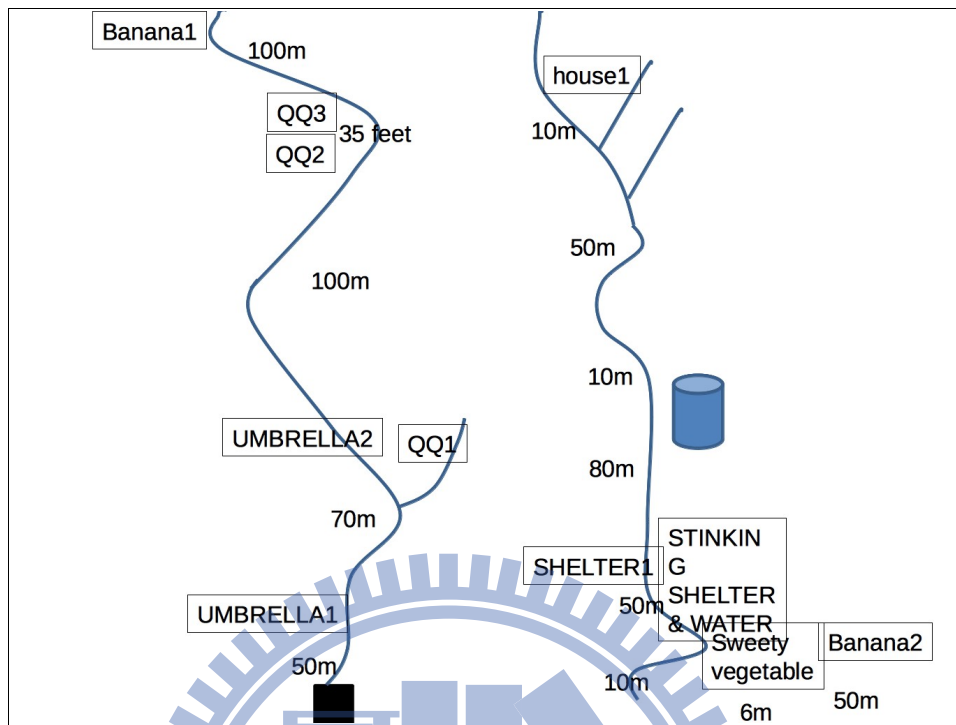 Banana1
100m
QQ3
35 feet
QQ2
100m
UMBRELLA2
QQ1
70m
UMBRELLA1
50m
house1
10m
50m
10m
80m
SHELTER1
STINKIN
G
SHELTER
& WATER
50m
Sweety
vegetable
Banana2
10m
6m
50m